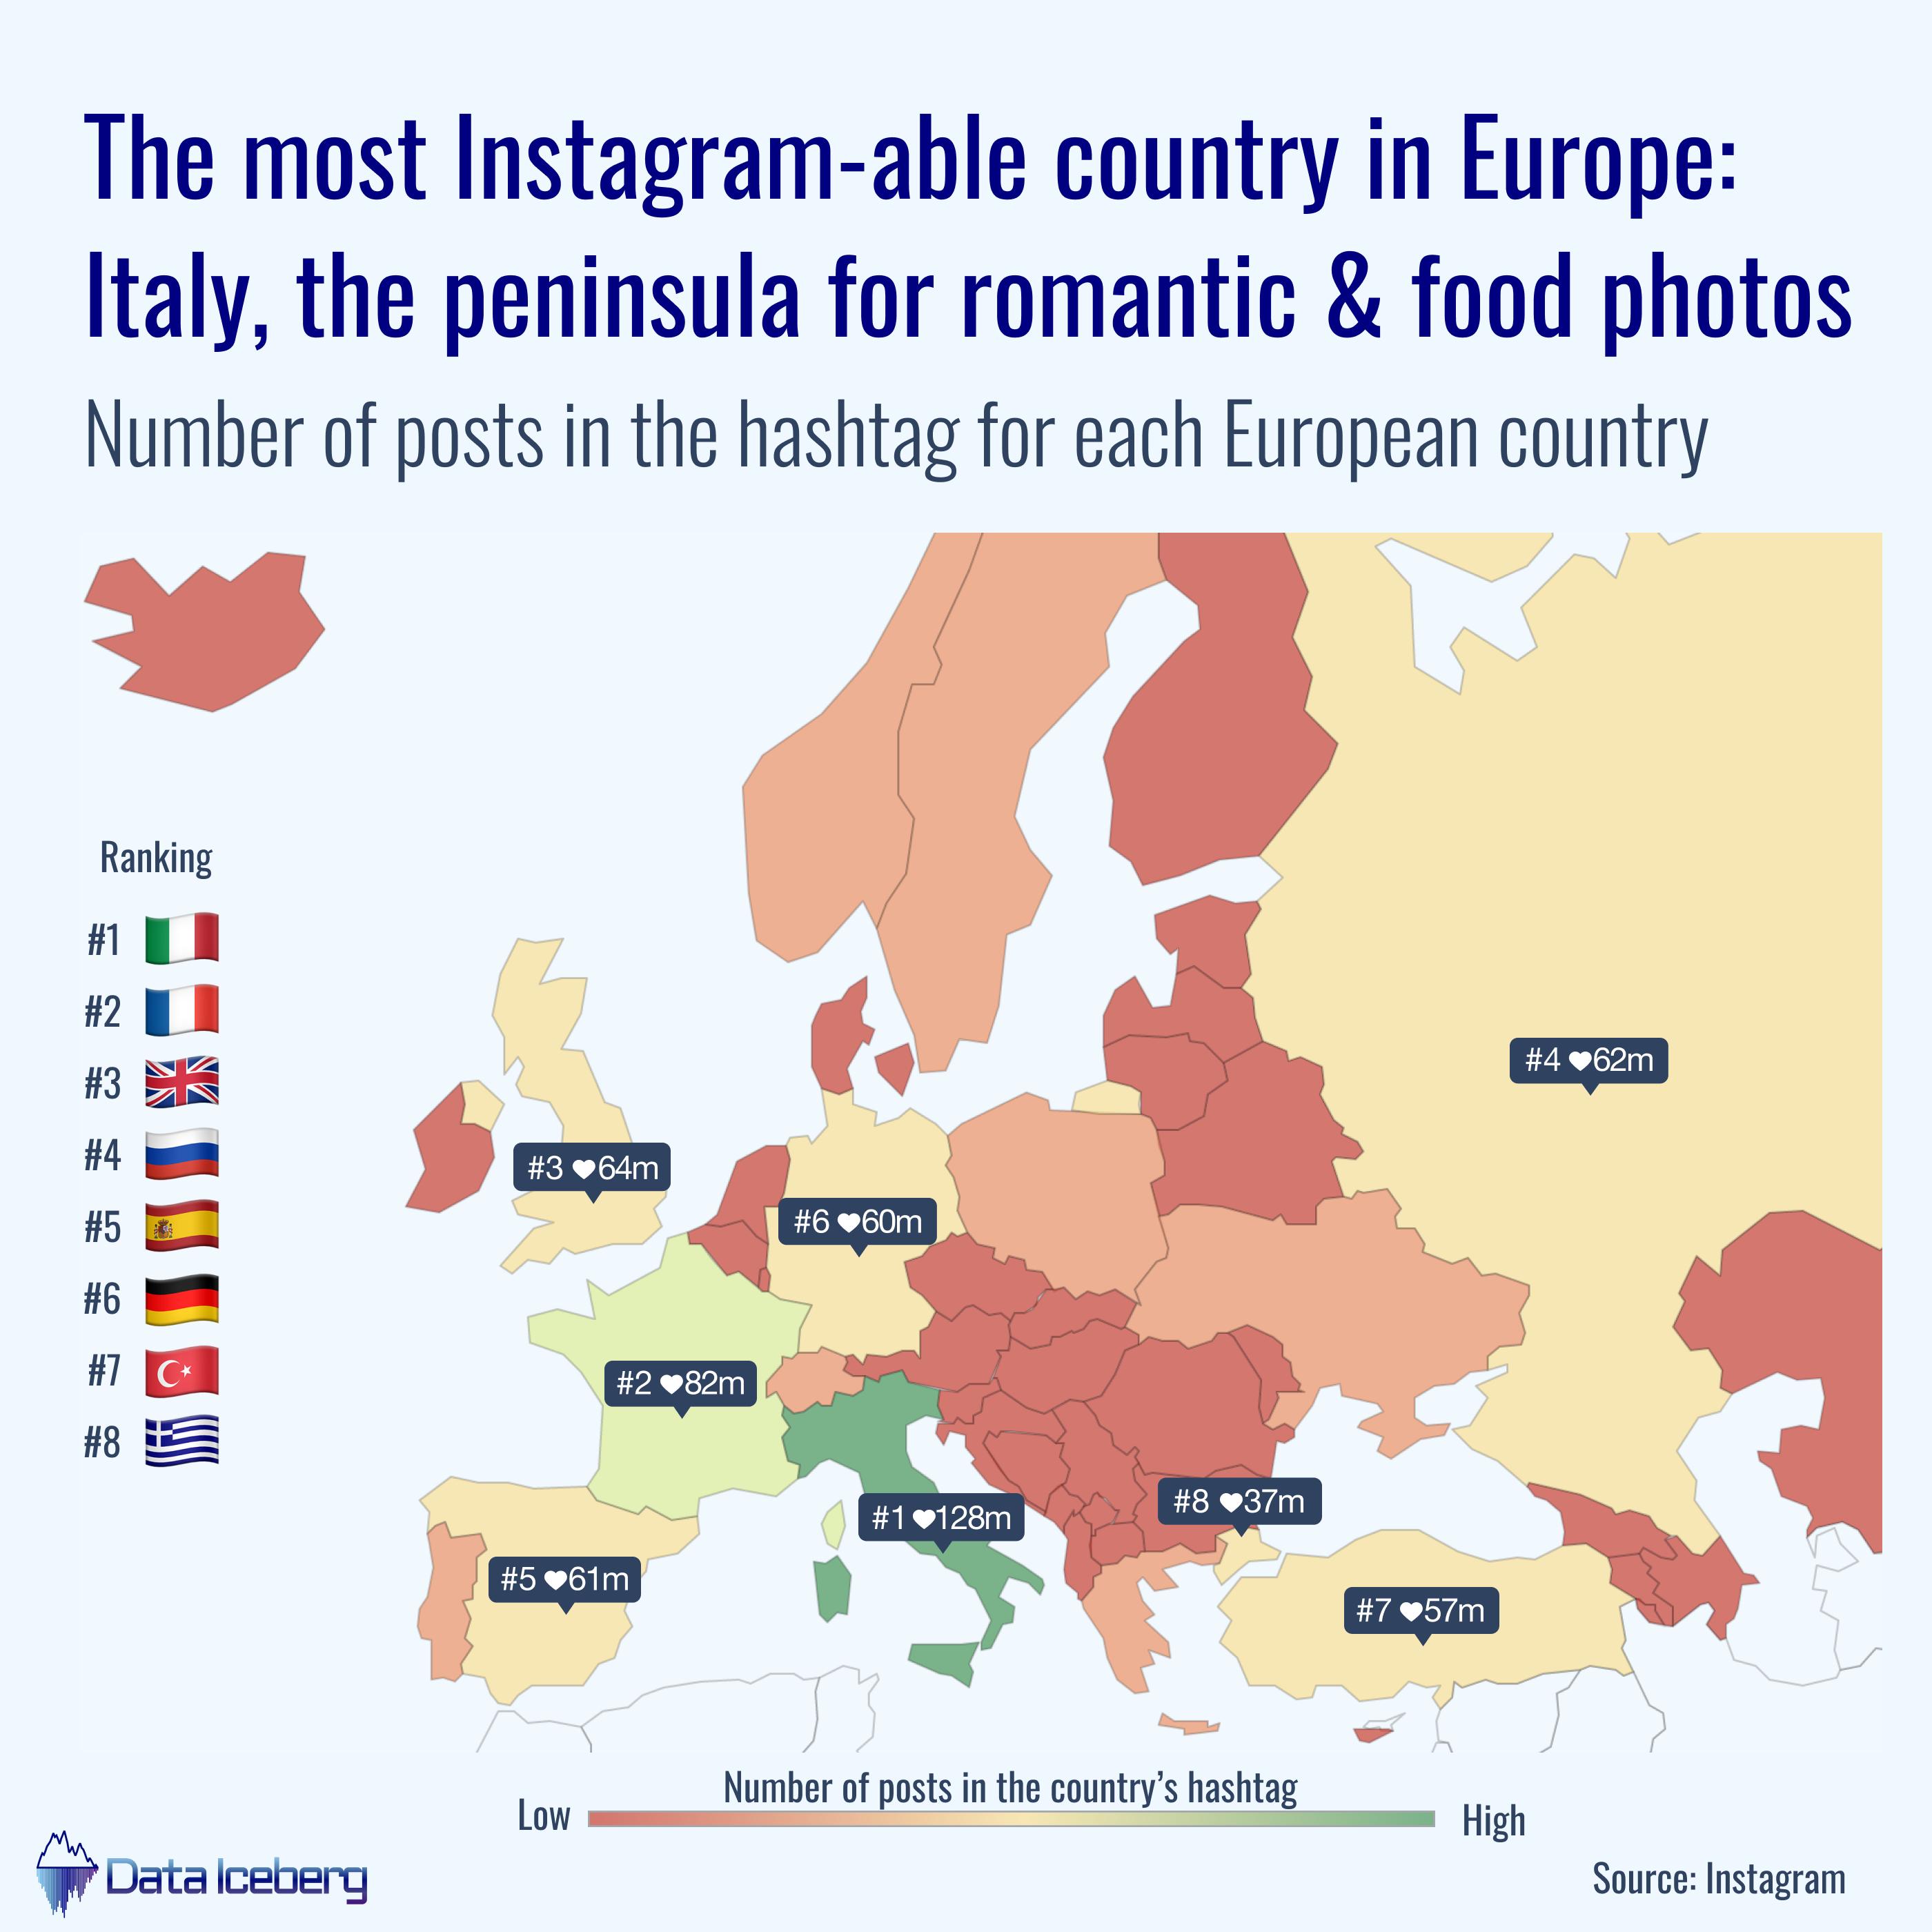 The most Instagram-able country in Europe:
Italy, the peninsula for romantic & food photos
Number of posts in the hashtag for each European country
Ranking
#1
#2
#3
#4
#5
#6
#7
#8
#4 ♥62m
#3 ♥64m
#6 ♥60m
#2 ♥82m
#8 ♥37m
#1 ♥128m
#5 ♥61m
#7 ♥57m
Number of posts in the country’s hashtag
Low
High
Data Iceberg
Source: Instagram